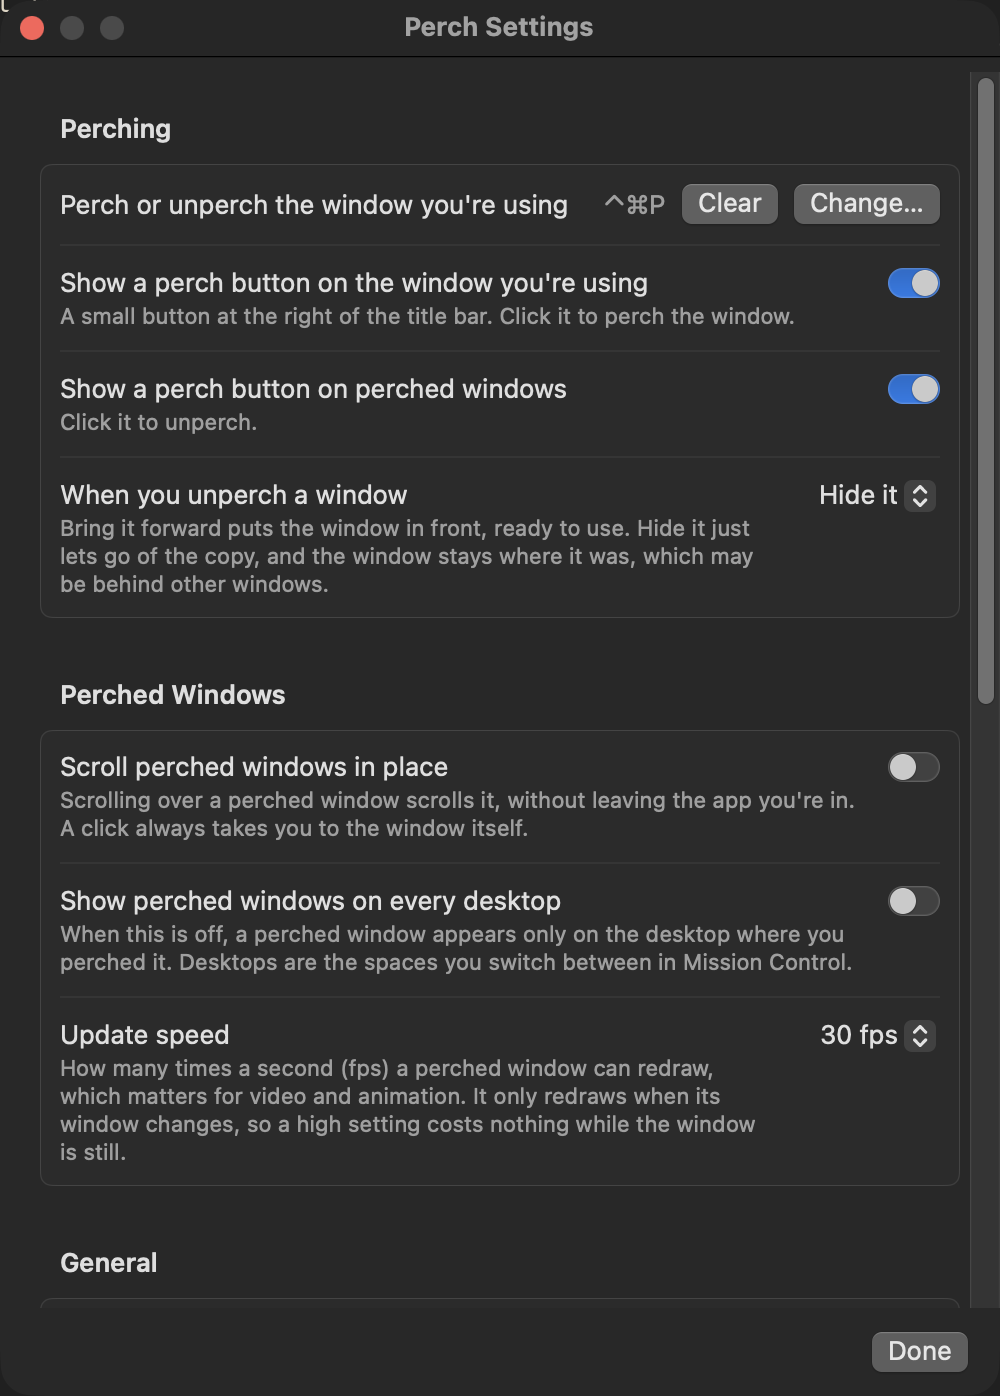 Perch Settings
Perching
Perch or unperch the window you're using ^⌘P Clear Change...
Show a perch button on the window you're using
A small button at the right of the title bar. Click it to perch the window.
Show a perch button on perched windows
Click it to unperch.
When you unperch a window Hide it
Bring it forward puts the window in front, ready to use. Hide it just
lets go of the copy, and the window stays where it was, which may
be behind other windows.
Perched Windows
Scroll perched windows in place
Scrolling over a perched window scrolls it, without leaving the app you're in.
A click always takes you to the window itself.
Show perched windows on every desktop
When this is off, a perched window appears only on the desktop where you
perched it. Desktops are the spaces you switch between in Mission Control.
Update speed 30 fps
How many times a second (fps) a perched window can redraw,
which matters for video and animation. It only redraws when its
window changes, so a high setting costs nothing while the window
is still.
General
Done